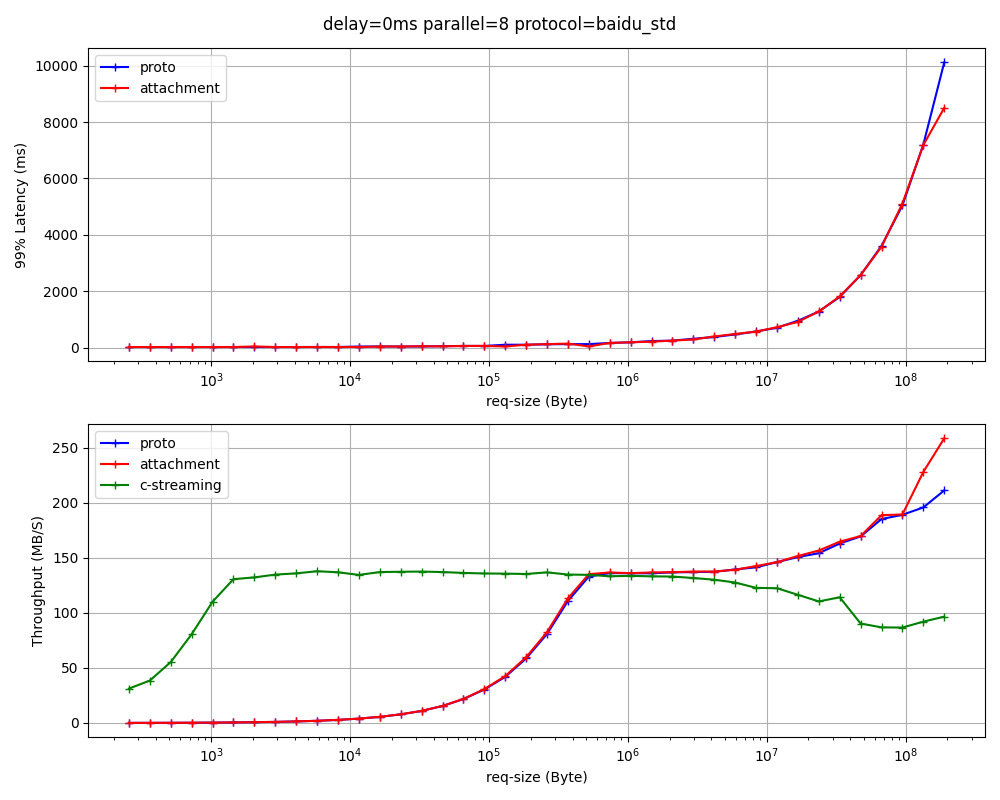 delay=0ms parallel=8 protocol=baidu_std
proto
attachment
99% Latency (ms)
10000
8000
6000
4000
2000
0
10³ 10⁴ 10⁵ 10⁶ 10⁷ 10⁸
req-size (Byte)
proto
attachment
c-streaming
Throughput (MB/S)
250
200
150
100
50
0
10³ 10⁴ 10⁵ 10⁶ 10⁷ 10⁸
req-size (Byte)